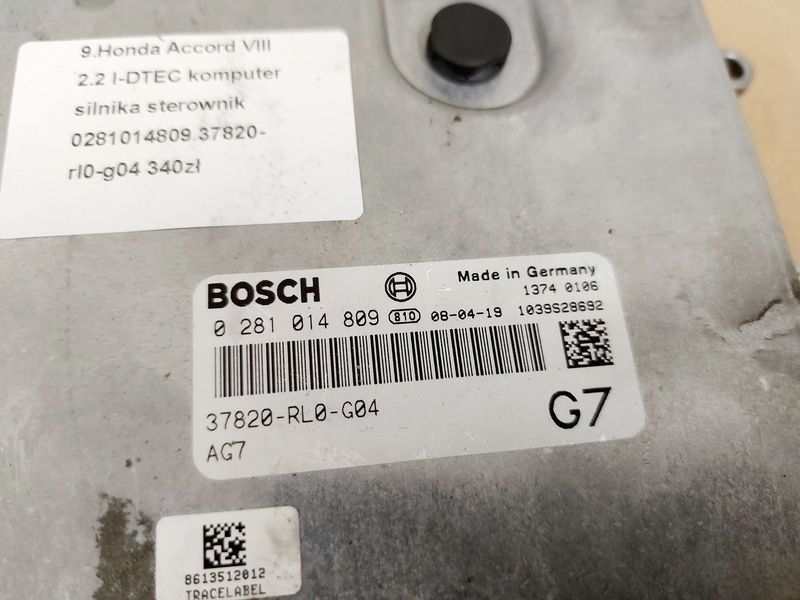 9.Honda Accord VIII
2.2 I-DTEC komputer
silnika sterownik
0281014809 37820-
rl0-g04 340zł
BOSCH
Made in Germany
1374 0106
0 281 014 809 810 08-04-19 1039S28692
37820-RL0-G04
G7
AG7
8613512012
TRACELABEL